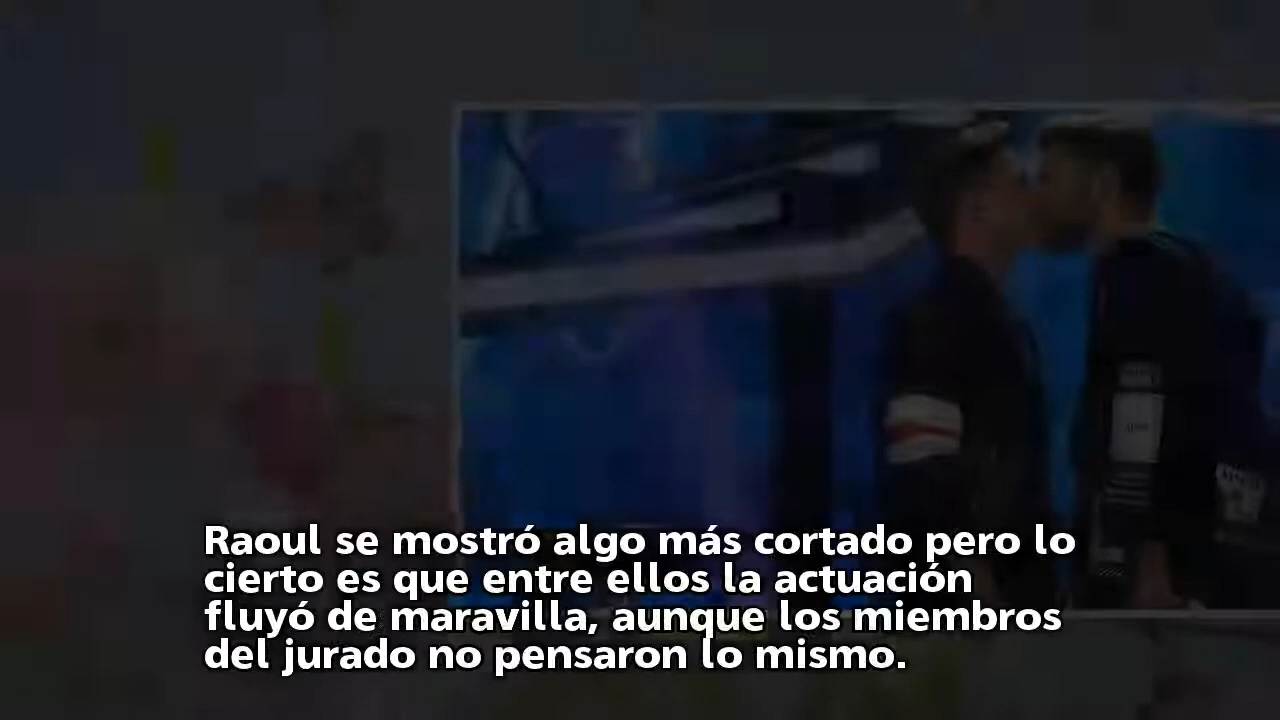 Raoul se mostró algo más cortado pero lo
cierto es que entre ellos la actuación
fluyó de maravilla, aunque los miembros
del jurado no pensaron lo mismo.